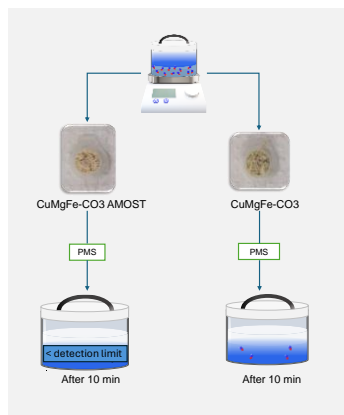 CuMgFe-CO3 AMOST
CuMgFe-CO3
PMS
PMS
< detection limit
After 10 min
After 10 min